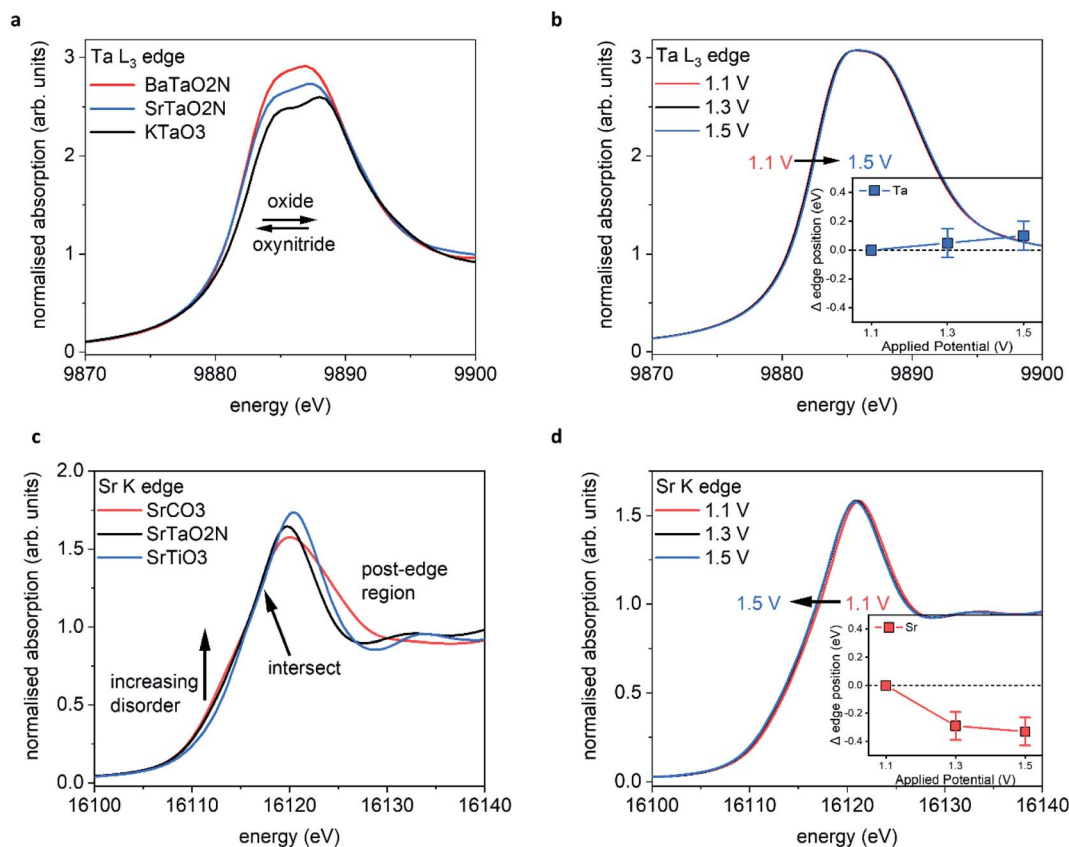 a
Ta L₃ edge
BaTaO2N
SrTaO2N
KTaO3
oxide
oxynitride
normalised absorption (arb. units)
3
2
1
0
9870
9880
9890
9900
energy (eV)
b
Ta L₃ edge
1.1 V
1.3 V
1.5 V
1.1 V
1.5 V
normalised absorption (arb. units)
3
2
1
0
9870
9880
9890
9900
energy (eV)
Ta
Δ edge position (eV)
0.4
0.2
0.0
-0.2
-0.4
1.1
1.3
1.5
Applied Potential (V)
c
Sr K edge
SrCO3
SrTaO2N
SrTiO3
post-edge
region
increasing
disorder
intersect
normalised absorption (arb. units)
2.0
1.5
1.0
0.5
0.0
16100
16110
16120
16130
16140
energy (eV)
d
Sr K edge
1.1 V
1.3 V
1.5 V
1.5 V
1.1 V
normalised absorption (arb. units)
1.5
1.0
0.5
0.0
16100
16110
16120
16130
16140
energy (eV)
Sr
Δ edge position (eV)
0.4
0.2
0.0
-0.2
-0.4
1.1
1.3
1.5
Applied Potential (V)